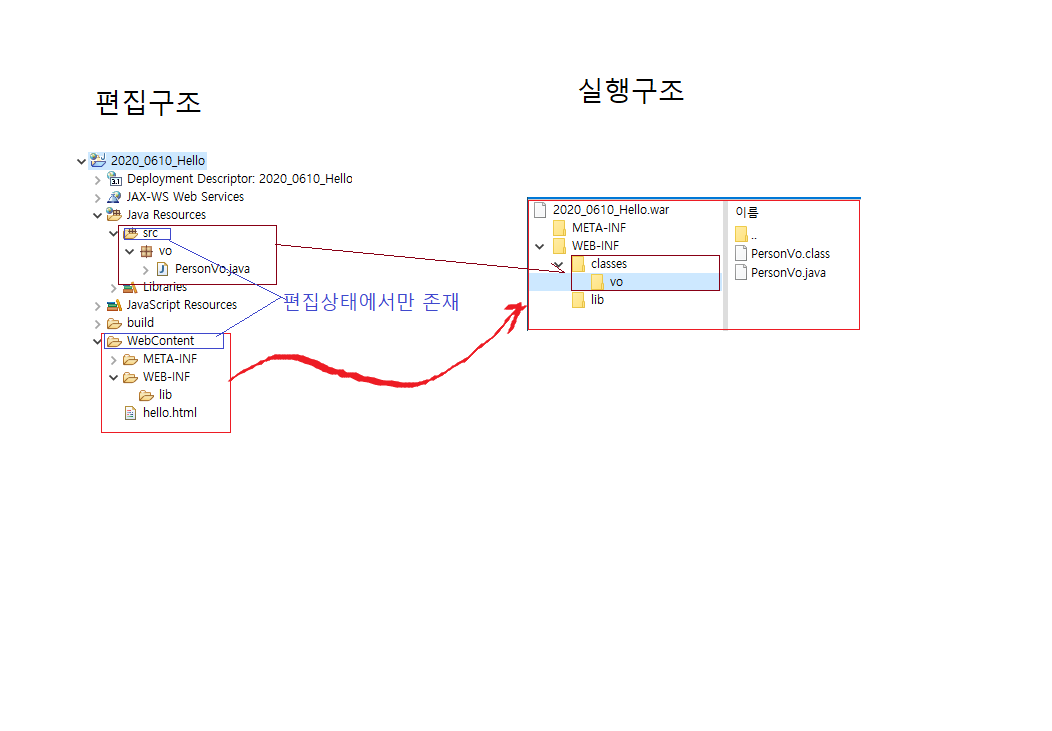 편집구조
실행구조
2020_0610_Hello
Deployment Descriptor: 2020_0610_Hello
JAX-WS Web Services
Java Resources
src
vo
PersonVo.java
Libraries
JavaScript Resources
build
WebContent
META-INF
WEB-INF
lib
hello.html
편집상태에서만 존재
2020_0610_Hello.war
META-INF
WEB-INF
classes
vo
lib
이름
..
PersonVo.class
PersonVo.java